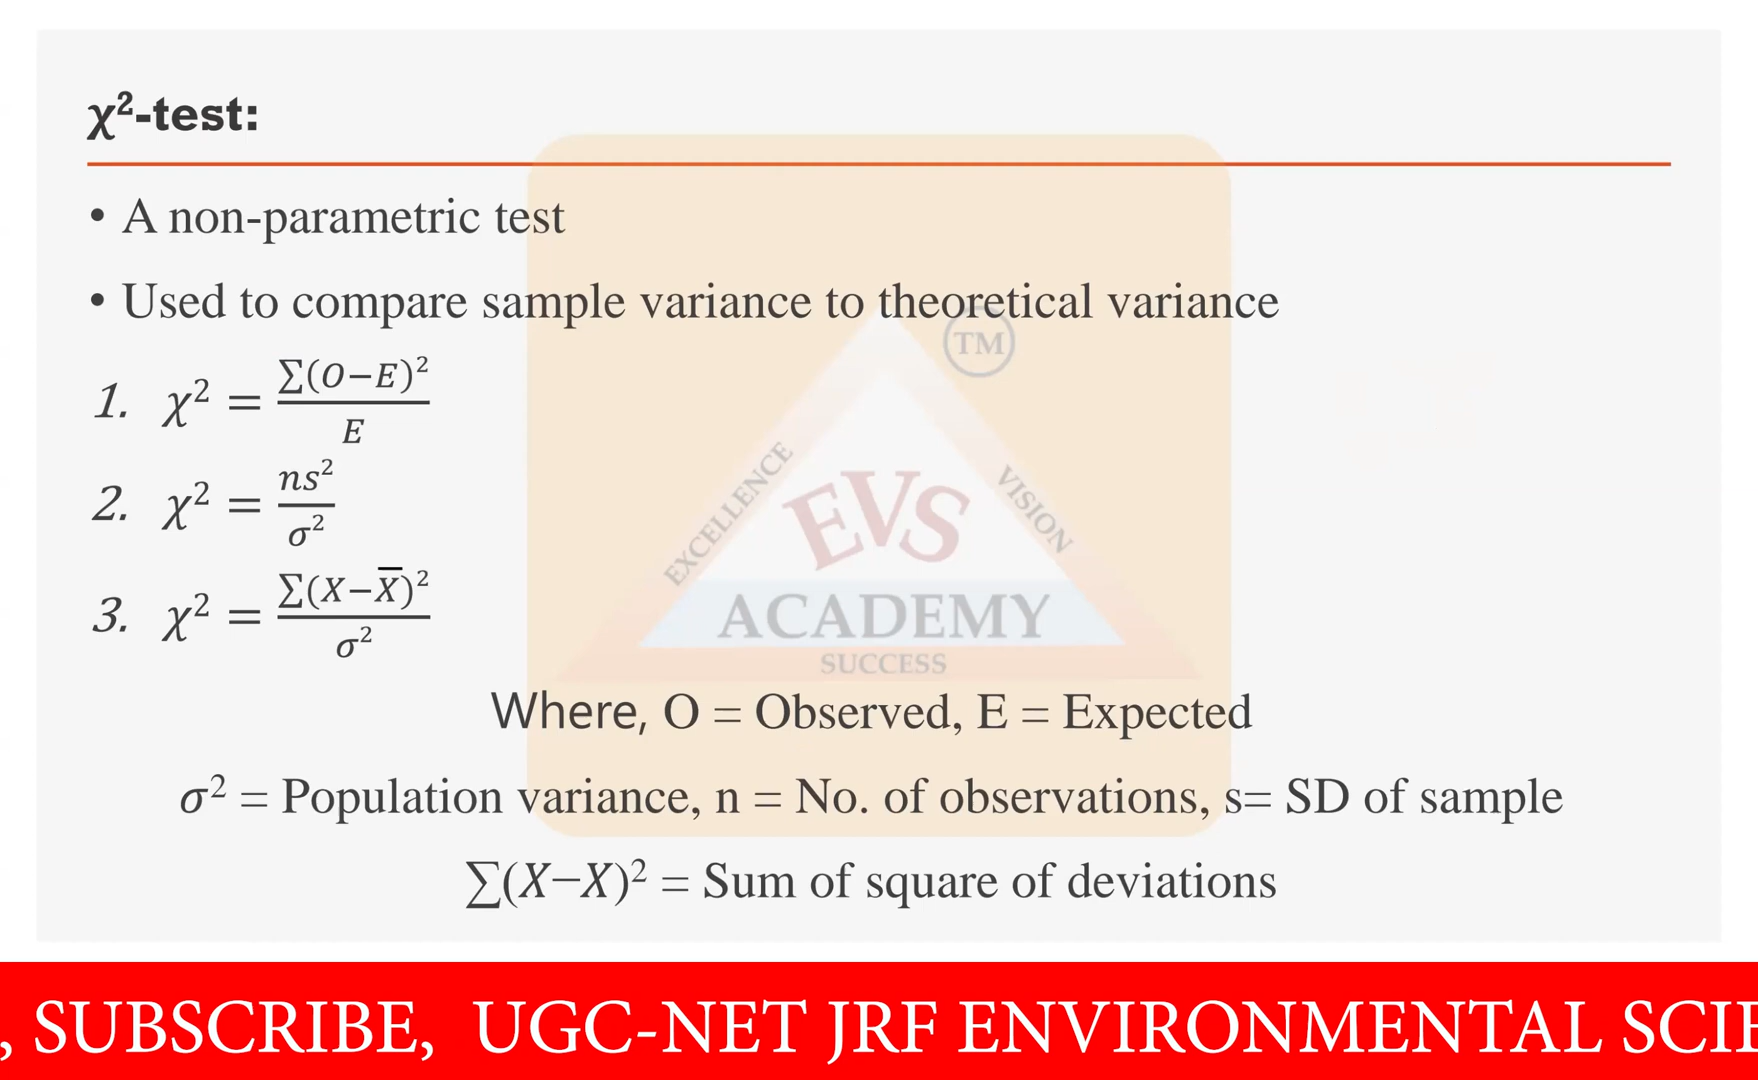 χ²-test:
• A non-parametric test
• Used to compare sample variance to theoretical variance
1. χ² = ∑(O−E)² / E
2. χ² = ns² / σ²
3. χ² = ∑(X−X̅)² / σ²
TM
EXCELLENCE
VISION
EVS
ACADEMY
SUCCESS
Where, O = Observed, E = Expected
σ² = Population variance, n = No. of observations, s= SD of sample
∑(X−X)² = Sum of square of deviations
, SUBSCRIBE, UGC-NET JRF ENVIRONMENTAL SCIE